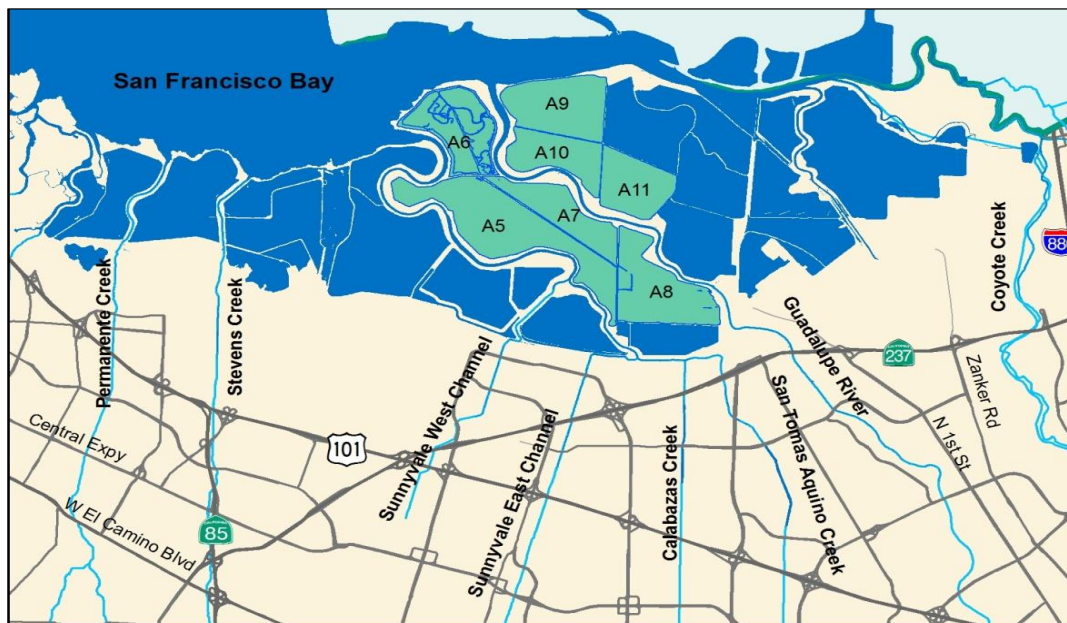 San Francisco Bay
A9
A6
A10
A11
A7
A5
A8
880
Coyote Creek
Permanente Creek
Stevens Creek
Guadalupe River
237
Zanker Rd
Sunnyvale West Channel
San Tomas Aquino Creek
N 1st St
Central Expy
101
Sunnyvale East Channel
Calabazas Creek
W El Camino Blvd
85